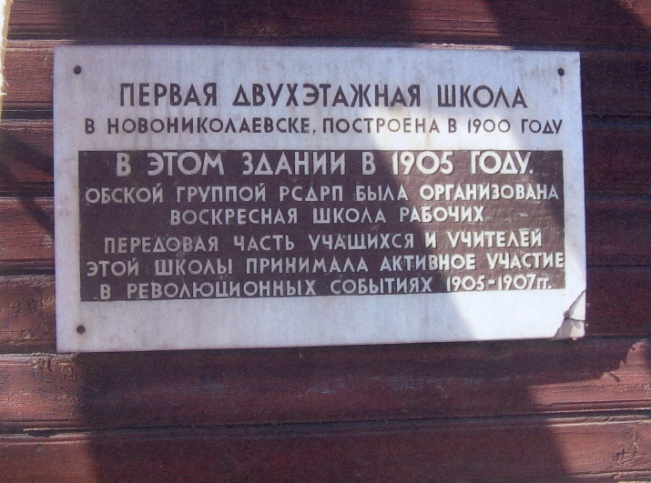 ПЕРВАЯ ДВУХЭТАЖНАЯ ШКОЛА
В НОВОНИКОЛАЕВСКЕ, ПОСТРОЕНА В 1900 ГОДУ
В ЭТОМ ЗДАНИИ В 1905 ГОДУ.
ОБСКОЙ ГРУППОЙ РСДРП БЫЛА ОРГАНИЗОВАНА
ВОСКРЕСНАЯ ШКОЛА РАБОЧИХ
ПЕРЕДОВАЯ ЧАСТЬ УЧАЩИХСЯ И УЧИТЕЛЕЙ
ЭТОЙ ШКОЛЫ ПРИНИМАЛА АКТИВНОЕ УЧАСТИЕ
В РЕВОЛЮЦИОННЫХ СОБЫТИЯХ 1905-1907гг.